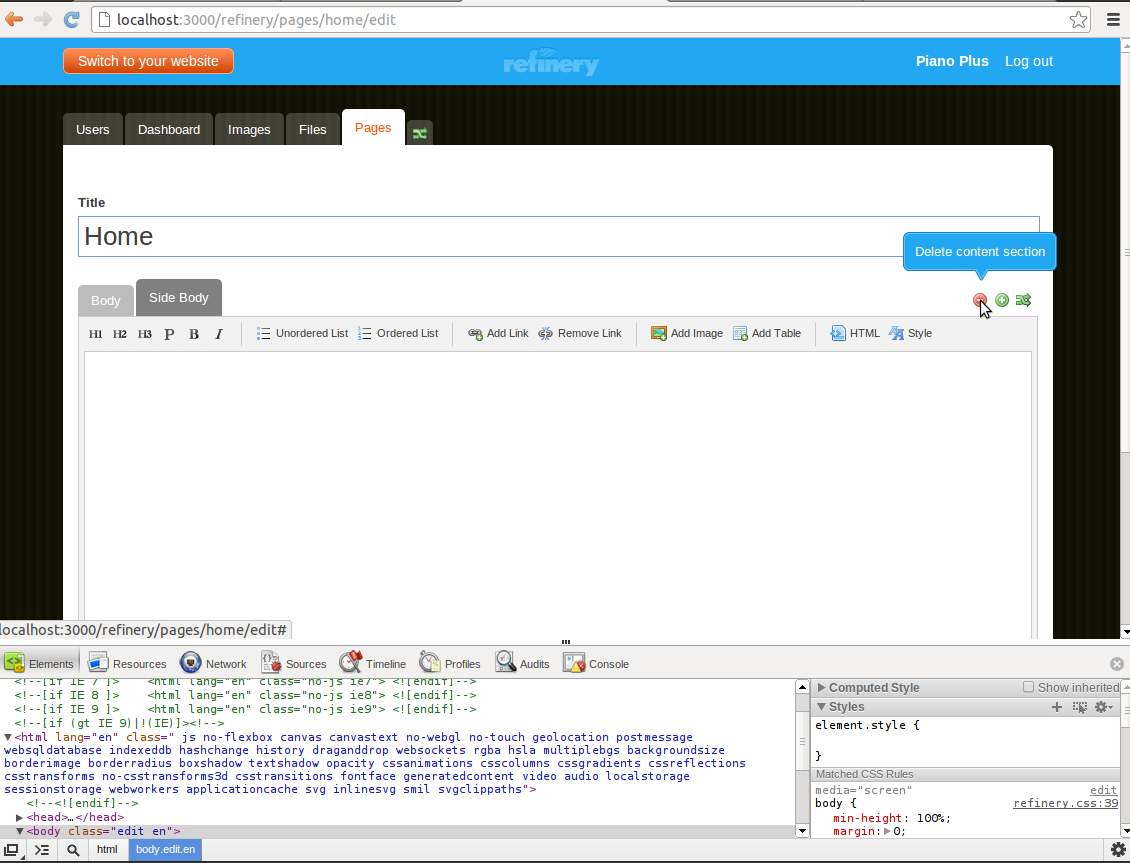 localhost:3000/refinery/pages/home/edit
Switch to your website
refinery
Piano Plus Log out
Users Dashboard Images Files Pages
Title
Home
Delete content section
Body Side Body
H1 H2 H3 P B I Unordered List Ordered List Add Link Remove Link Add Image Add Table HTML Style
localhost:3000/refinery/pages/home/edit#
Elements Resources Network Sources Timeline Profiles Audits Console
<!--[if IE 7 ]> <html lang="en" class="no-js ie7"> <![endif]-->
<!--[if IE 8 ]> <html lang="en" class="no-js ie8"> <![endif]-->
<!--[if IE 9 ]> <html lang="en" class="no-js ie9"> <![endif]-->
<!--[if (gt IE 9)|!(IE)]><!-->
<html lang="en" class=" js no-flexbox canvas canvastext no-webgl no-touch geolocation postmessage
websqldatabase indexeddb hashchange history draganddrop websockets rgba hsla multiplebgs backgroundsize
borderimage borderradius boxshadow textshadow opacity cssanimations csscolumns cssgradients cssreflections
csstransforms no-csstransforms3d csstransitions fontface generatedcontent video audio localstorage
sessionstorage webworkers applicationcache svg inlinesvg smil svgclippaths">
<!--<![endif]-->
<head>…</head>
<body class="edit en">
html body.edit.en
Computed Style Show inherited
Styles
element.style {
}
Matched CSS Rules
media="screen" edit
body { refinery.css:39
min-height: 100%;
margin: 0;